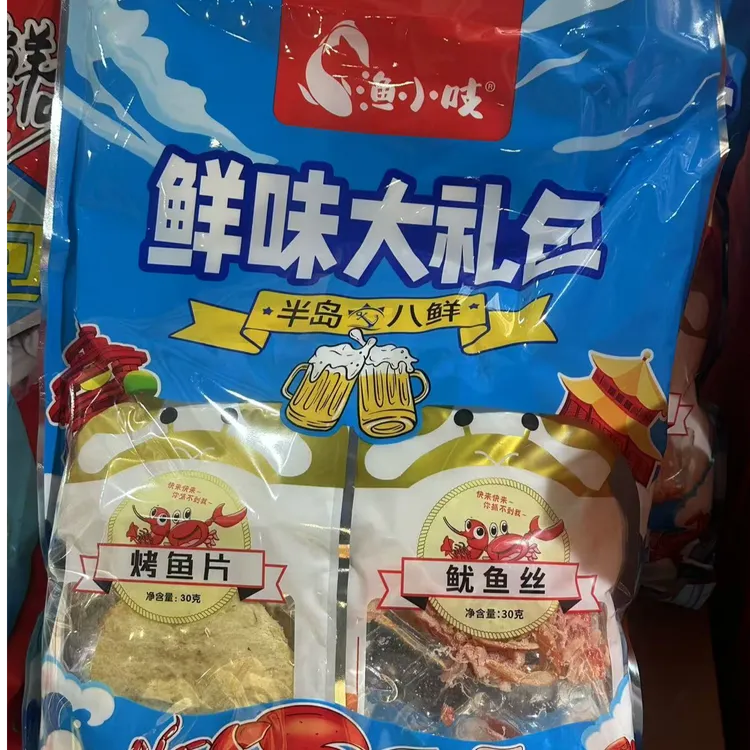 渔小吱®
鲜味大礼包
半岛八鲜
快来快来~
你抓不到我~
烤鱼片
净含量：30克
快来快来~
你抓不到我~
鱿鱼丝
净含量：30克